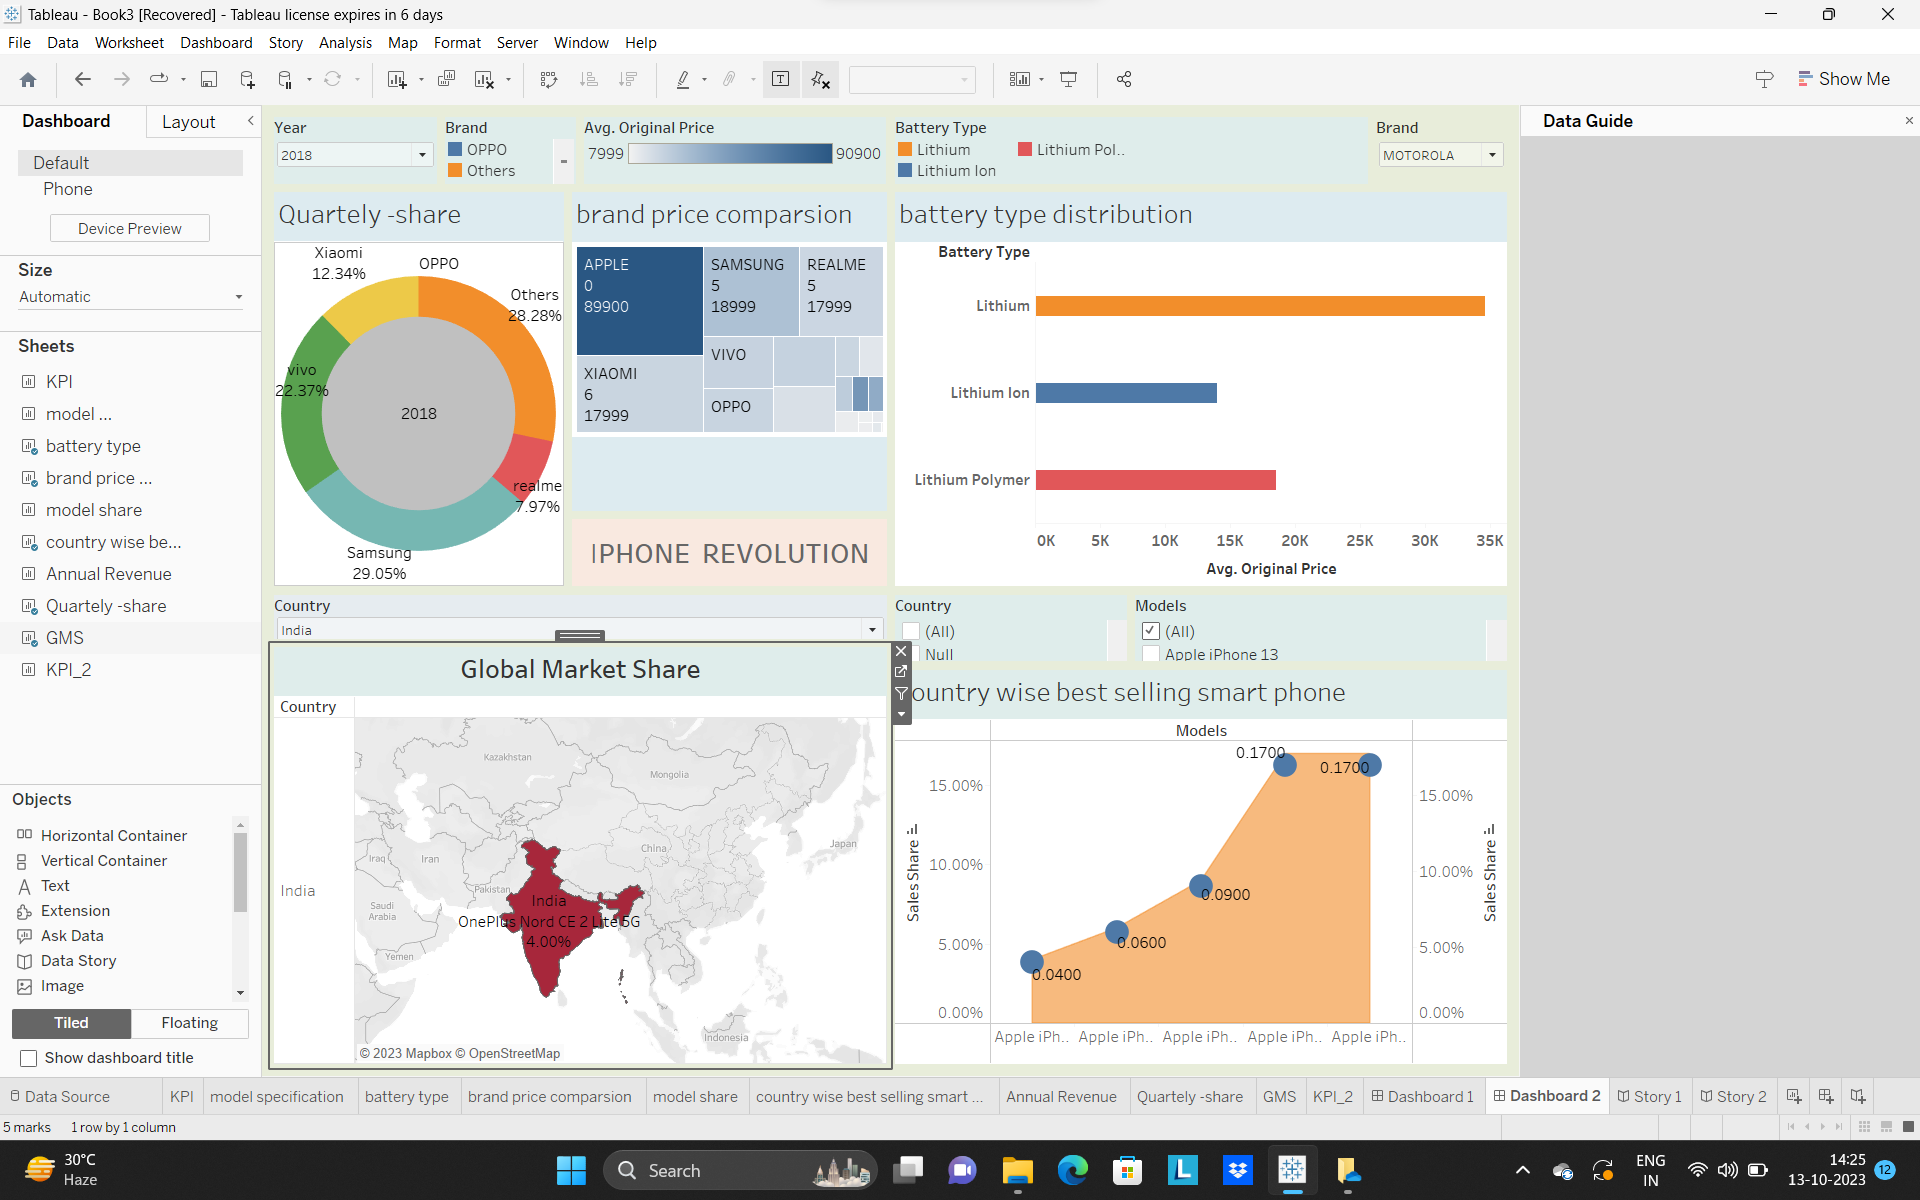 Tableau - Book3 [Recovered] - Tableau license expires in 6 days
File Data Worksheet Dashboard Story Analysis Map Format Server Window Help
Show Me
Dashboard Layout
Default
Phone
Device Preview
Size
Automatic
Sheets
KPI
model ...
battery type
brand price ...
model share
country wise be...
Annual Revenue
Quartely -share
GMS
KPI_2
Objects
Horizontal Container
Vertical Container
Text
Extension
Ask Data
Data Story
Image
Tiled Floating
Show dashboard title
Year
2018
Brand
OPPO
Others
Avg. Original Price
7999 90900
Battery Type
Lithium
Lithium Pol..
Lithium Ion
Brand
MOTOROLA
Data Guide
Quartely -share
Xiaomi
12.34%
OPPO
Others
28.28%
vivo
22.37%
2018
realme
7.97%
Samsung
29.05%
brand price comparsion
APPLE
0
89900
SAMSUNG
5
18999
REALME
5
17999
XIAOMI
6
17999
VIVO
OPPO
IPHONE REVOLUTION
battery type distribution
Battery Type
Lithium
Lithium Ion
Lithium Polymer
0K 5K 10K 15K 20K 25K 30K 35K
Avg. Original Price
Country
India
Global Market Share
Country
India
Kazakhstan
Mongolia
China
Japan
Iraq
Iran
Pakistan
Saudi
Arabia
Yemen
Indonesia
India
OnePlus Nord CE 2 Lite 5G
4.00%
© 2023 Mapbox © OpenStreetMap
Country
(All)
Null
Models
(All)
Apple iPhone 13
ountry wise best selling smart phone
Models
Sales Share
15.00%
10.00%
5.00%
0.00%
0.0400
0.0600
0.0900
0.1700
0.1700
15.00%
10.00%
5.00%
0.00%
Sales Share
Apple iPh.. Apple iPh.. Apple iPh.. Apple iPh.. Apple iPh..
Data Source KPI model specification battery type brand price comparsion model share country wise best selling smart ... Annual Revenue Quartely -share GMS KPI_2 Dashboard 1 Dashboard 2 Story 1 Story 2
5 marks 1 row by 1 column
30°C
Haze
Search
ENG
IN
14:25
13-10-2023
12